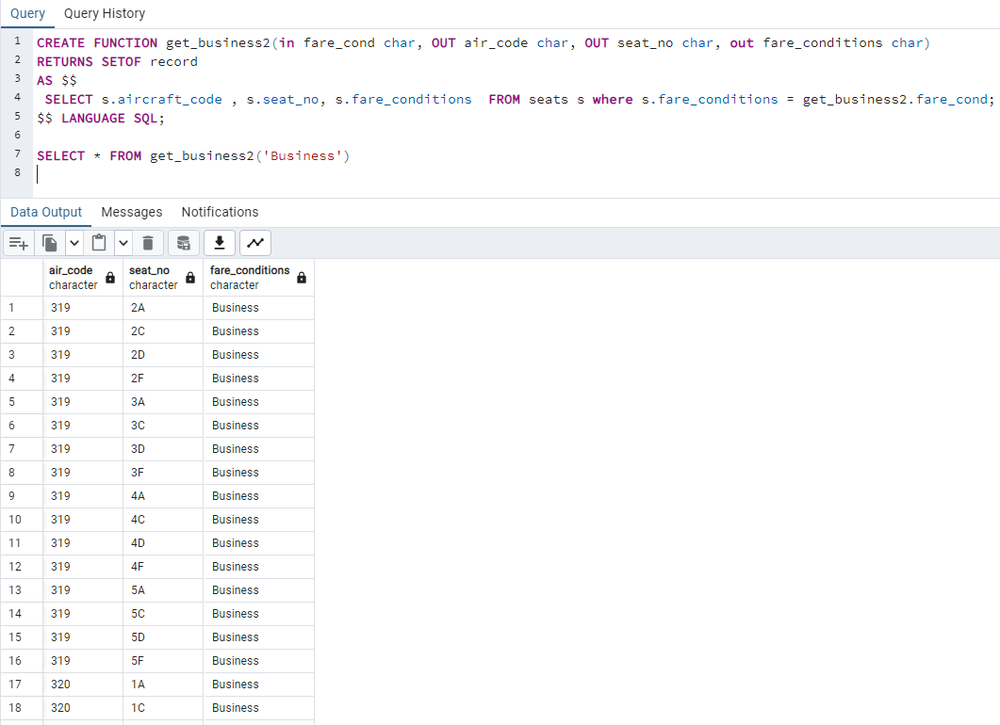 Query Query History
1 CREATE FUNCTION get_business2(in fare_cond char, OUT air_code char, OUT seat_no char, out fare_conditions char)
2 RETURNS SETOF record
3 AS $$
4 SELECT s.aircraft_code , s.seat_no, s.fare_conditions FROM seats s where s.fare_conditions = get_business2.fare_cond;
5 $$ LANGUAGE SQL;
6
7 SELECT * FROM get_business2('Business')
8
Data Output Messages Notifications
air_code seat_no fare_conditions
character character character
1 319 2A Business
2 319 2C Business
3 319 2D Business
4 319 2F Business
5 319 3A Business
6 319 3C Business
7 319 3D Business
8 319 3F Business
9 319 4A Business
10 319 4C Business
11 319 4D Business
12 319 4F Business
13 319 5A Business
14 319 5C Business
15 319 5D Business
16 319 5F Business
17 320 1A Business
18 320 1C Business